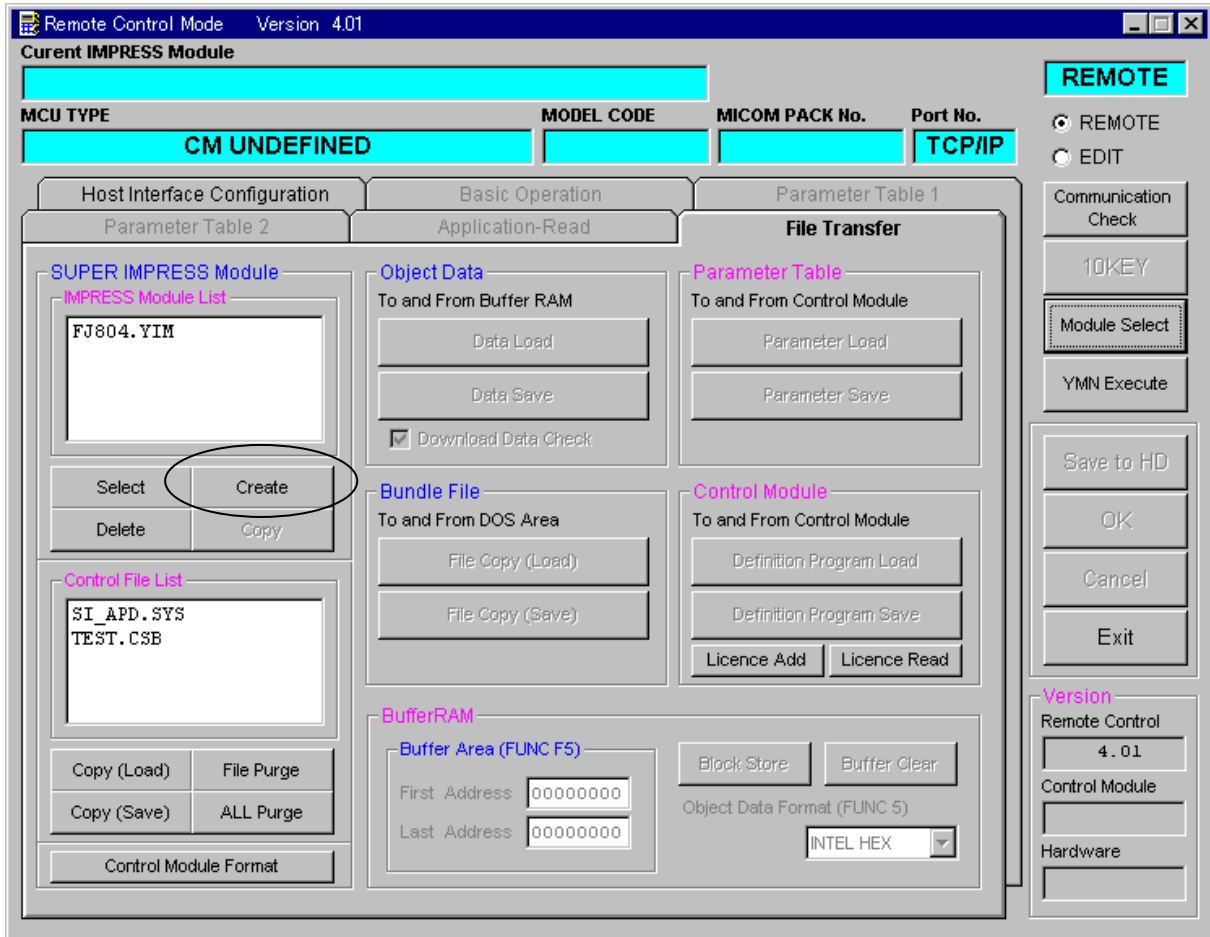 Remote Control Mode Version 4.01
Curent IMPRESS Module
REMOTE
MCU TYPE
MODEL CODE
MICOM PACK No.
Port No.
CM UNDEFINED
TCP/IP
REMOTE
EDIT
Host Interface Configuration
Basic Operation
Parameter Table 1
Parameter Table 2
Application-Read
File Transfer
SUPER IMPRESS Module
IMPRESS Module List
FJ804.YIM
Select
Create
Delete
Copy
Control File List
SI_APD.SYS
TEST.CSB
Copy (Load)
File Purge
Copy (Save)
ALL Purge
Control Module Format
Object Data
To and From Buffer RAM
Data Load
Data Save
Download Data Check
Bundle File
To and From DOS Area
File Copy (Load)
File Copy (Save)
Parameter Table
To and From Control Module
Parameter Load
Parameter Save
Control Module
To and From Control Module
Definition Program Load
Definition Program Save
Licence Add
Licence Read
BufferRAM
Buffer Area (FUNC F5)
First Address 00000000
Last Address 00000000
Block Store
Buffer Clear
Object Data Format (FUNC 5)
INTEL HEX
Communication
Check
10KEY
Module Select
YMN Execute
Save to HD
OK
Cancel
Exit
Version
Remote Control
4.01
Control Module
Hardware